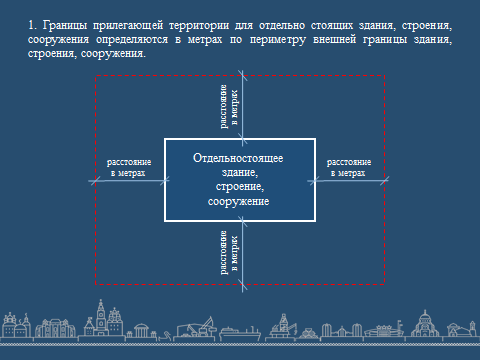 1. Границы прилегающей территории для отдельно стоящих здания, строения,
сооружения определяются в метрах по периметру внешней границы здания,
строения, сооружения.
расстояние
в метрах
расстояние
в метрах
Отдельностоящее
здание,
строение,
сооружение
расстояние
в метрах
расстояние
в метрах